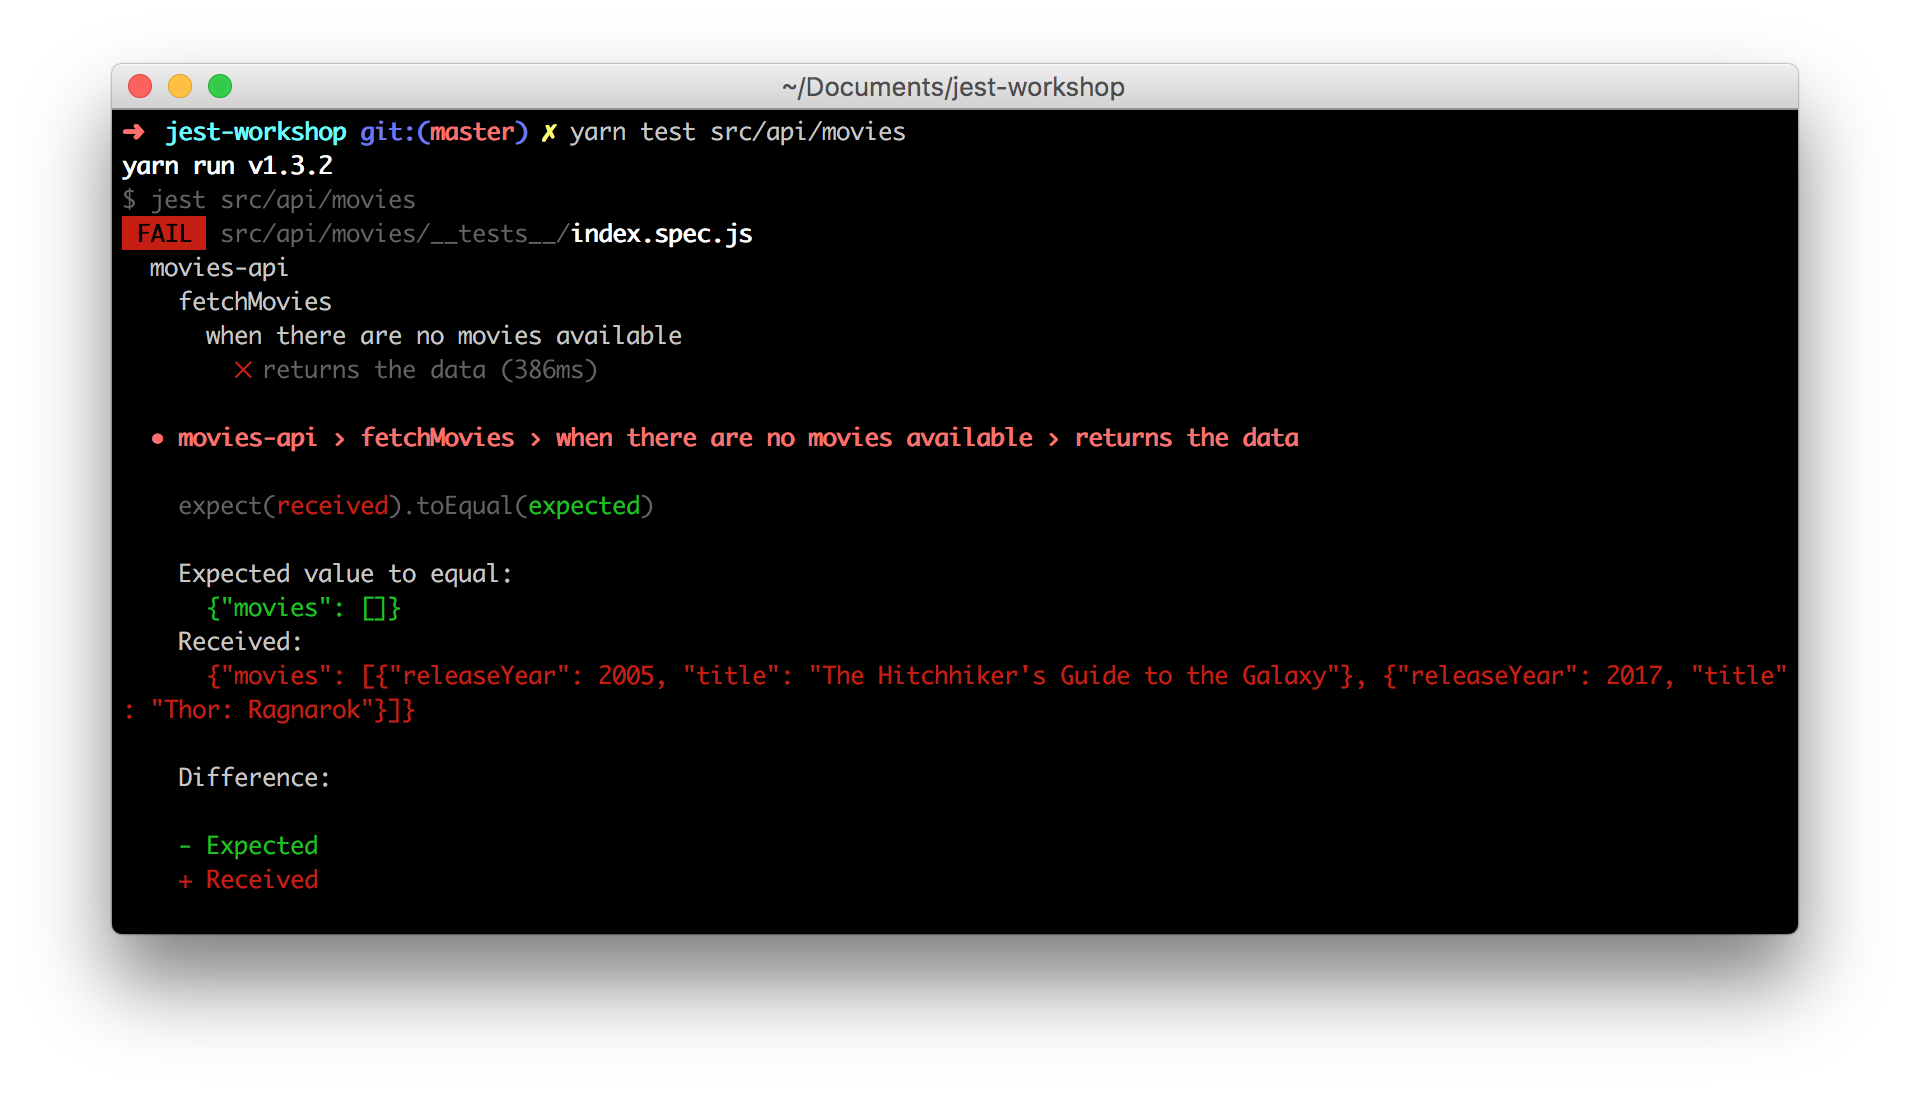 ~/Documents/jest-workshop
➜ jest-workshop git:(master) ✗ yarn test src/api/movies
yarn run v1.3.2
$ jest src/api/movies
FAIL src/api/movies/__tests__/index.spec.js
movies-api
fetchMovies
when there are no movies available
✕ returns the data (386ms)
● movies-api › fetchMovies › when there are no movies available › returns the data
expect(received).toEqual(expected)
Expected value to equal:
{"movies": []}
Received:
{"movies": [{"releaseYear": 2005, "title": "The Hitchhiker's Guide to the Galaxy"}, {"releaseYear": 2017, "title"
: "Thor: Ragnarok"}]}
Difference:
- Expected
+ Received